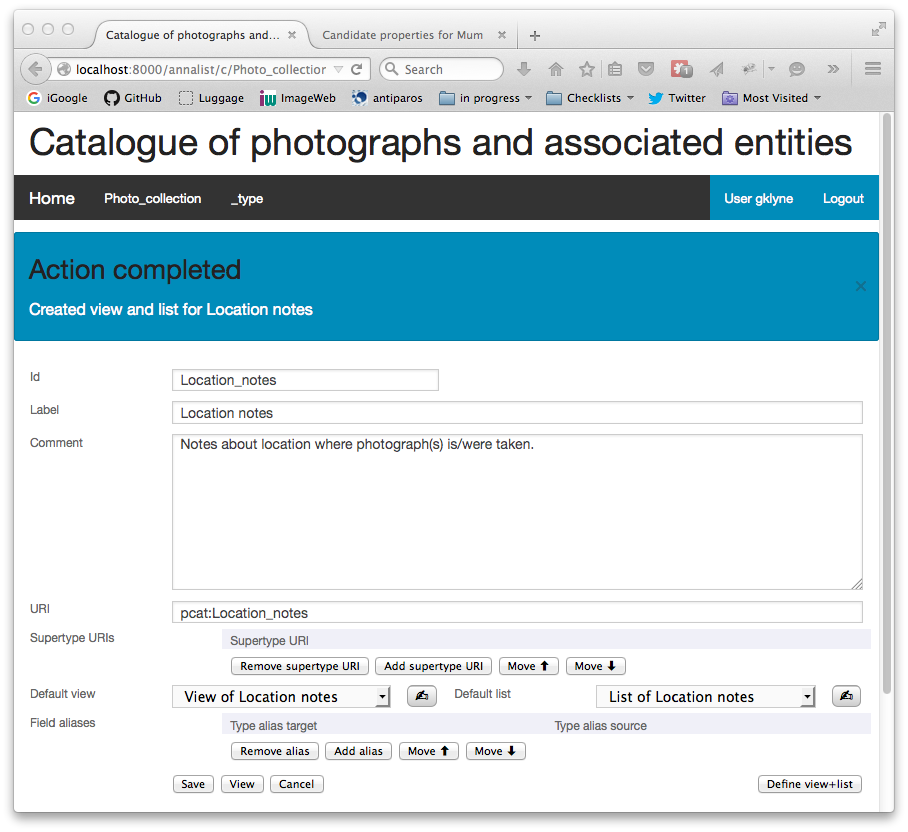 Catalogue of photographs and... × Candidate properties for Mum × +
localhost:8000/annalist/c/Photo_collection Search
iGoogle GitHub Luggage ImageWeb antiparos in progress Checklists Twitter Most Visited
Catalogue of photographs and associated entities
Home Photo_collection _type User gklyne Logout
Action completed
×
Created view and list for Location notes
Id Location_notes
Label Location notes
Comment Notes about location where photograph(s) is/were taken.
URI pcat:Location_notes
Supertype URIs Supertype URI
Remove supertype URI Add supertype URI Move ⬆ Move ⬇
Default view View of Location notes Default list List of Location notes
Field aliases Type alias target Type alias source
Remove alias Add alias Move ⬆ Move ⬇
Save View Cancel Define view+list